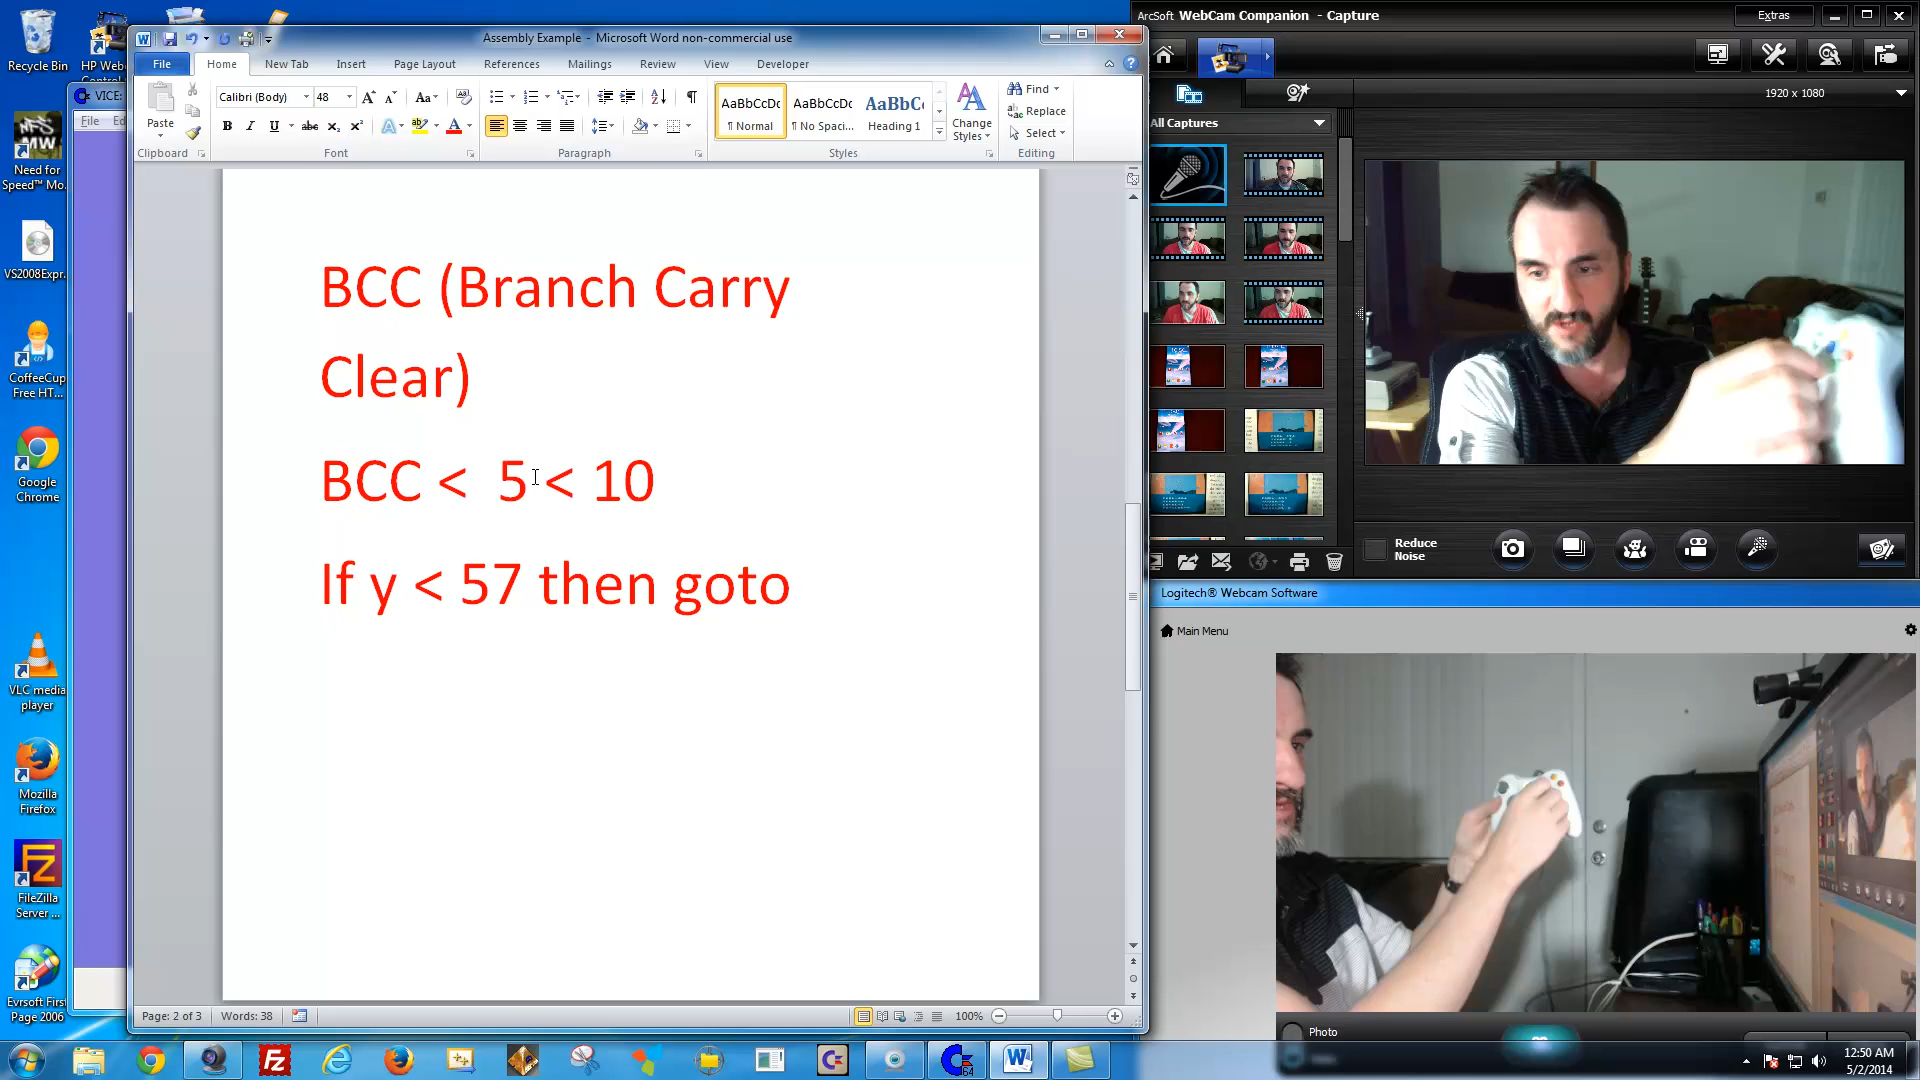 Recycle Bin
HP Webc
Control
Need for
Speed™ Mo...
VS2008Expr...
CoffeeCup
Free HT...
Google
Chrome
VLC media
player
Mozilla
Firefox
FileZilla
Server ...
Evrsoft First
Page 2006
VICE:
File Ed
Assembly Example - Microsoft Word non-commercial use
File Home New Tab Insert Page Layout References Mailings Review View Developer
Paste
Clipboard
Calibri (Body) 48
Font
Paragraph
AaBbCcDc AaBbCcDc AaBbC
¶ Normal ¶ No Spaci... Heading 1
Change
Styles
Styles
Find
Replace
Select
Editing
BCC (Branch Carry
Clear)
BCC < 5 < 10
If y < 57 then goto
Page: 2 of 3 Words: 38
100%
ArcSoft WebCam Companion - Capture
Extras
1920 x 1080
All Captures
Reduce
Noise
Logitech® Webcam Software
Main Menu
Photo
12:50 AM
5/2/2014